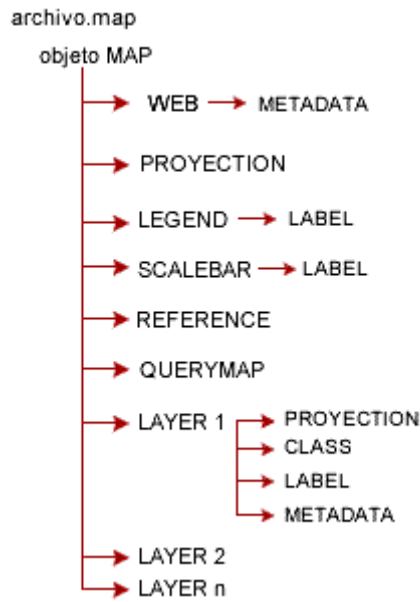 archivo.map
objeto MAP
WEB METADATA
PROYECTION
LEGEND LABEL
SCALEBAR LABEL
REFERENCE
QUERYMAP
LAYER 1 PROYECTION
CLASS
LABEL
METADATA
LAYER 2
LAYER n